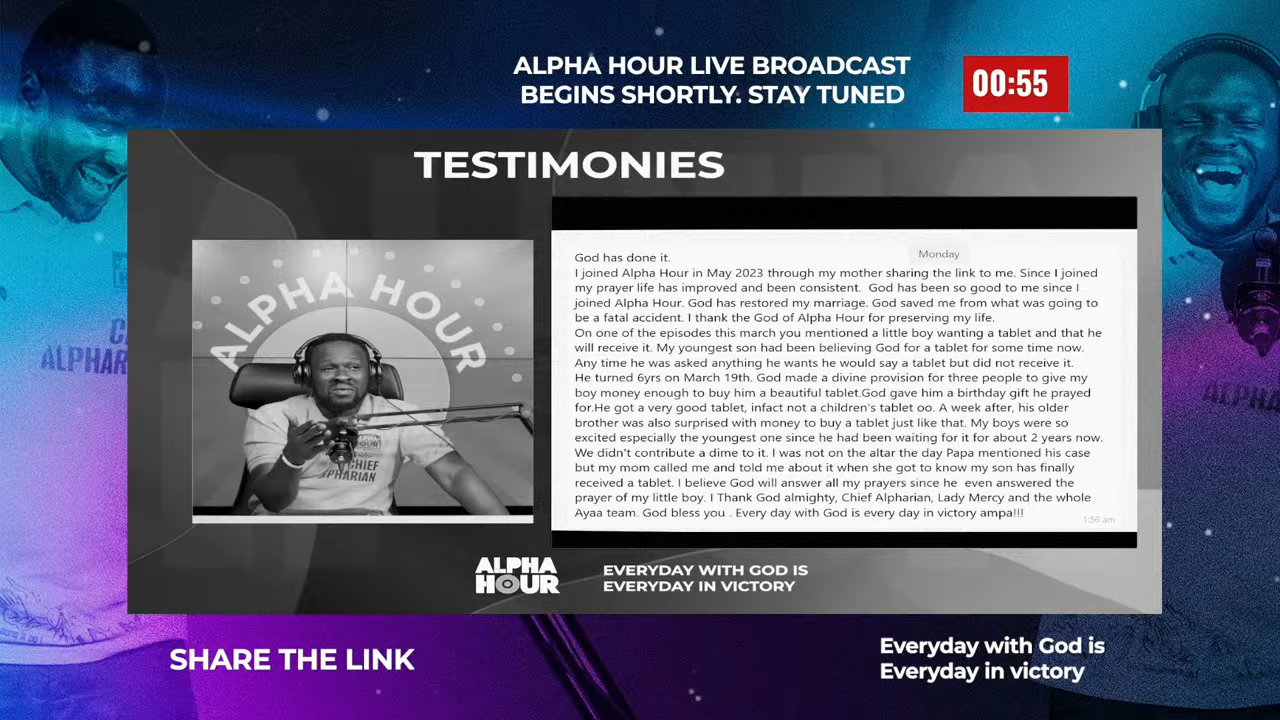 ALPHA HOUR LIVE BROADCAST
BEGINS SHORTLY. STAY TUNED
00:55
TESTIMONIES
ALPHA HOUR
CHIEF
Monday
God has done it.
I joined Alpha Hour in May 2023 through my mother sharing the link to me. Since I joined
my prayer life has improved and been consistent. God has been so good to me since I
joined Alpha Hour. God has restored my marriage. God saved me from what was going to
be a fatal accident. I thank the God of Alpha Hour for preserving my life.
On one of the episodes this march you mentioned a little boy wanting a tablet and that he
will receive it. My youngest son had been believing God for a tablet for some time now.
Any time he was asked anything he wants he would say a tablet but did not receive it.
He turned 6yrs on March 19th. God made a divine provision for three people to give my
boy money enough to buy him a beautiful tablet.God gave him a birthday gift he prayed
for.He got a very good tablet, infact not a children's tablet oo. A week after, his older
brother was also surprised with money to buy a tablet just like that. My boys were so
excited especially the youngest one since he had been waiting for it for about 2 years now.
We didn't contribute a dime to it. I was not on the altar the day Papa mentioned his case
but my mom called me and told me about it when she got to know my son has finally
received a tablet. I believe God will answer all my prayers since he even answered the
prayer of my little boy. I Thank God almighty, Chief Alpharian, Lady Mercy and the whole
Ayaa team. God bless you . Every day with God is every day in victory ampa!!!
1:56 am
ALPHA
HOUR
EVERYDAY WITH GOD IS
EVERYDAY IN VICTORY
SHARE THE LINK
Everyday with God is
Everyday in victory